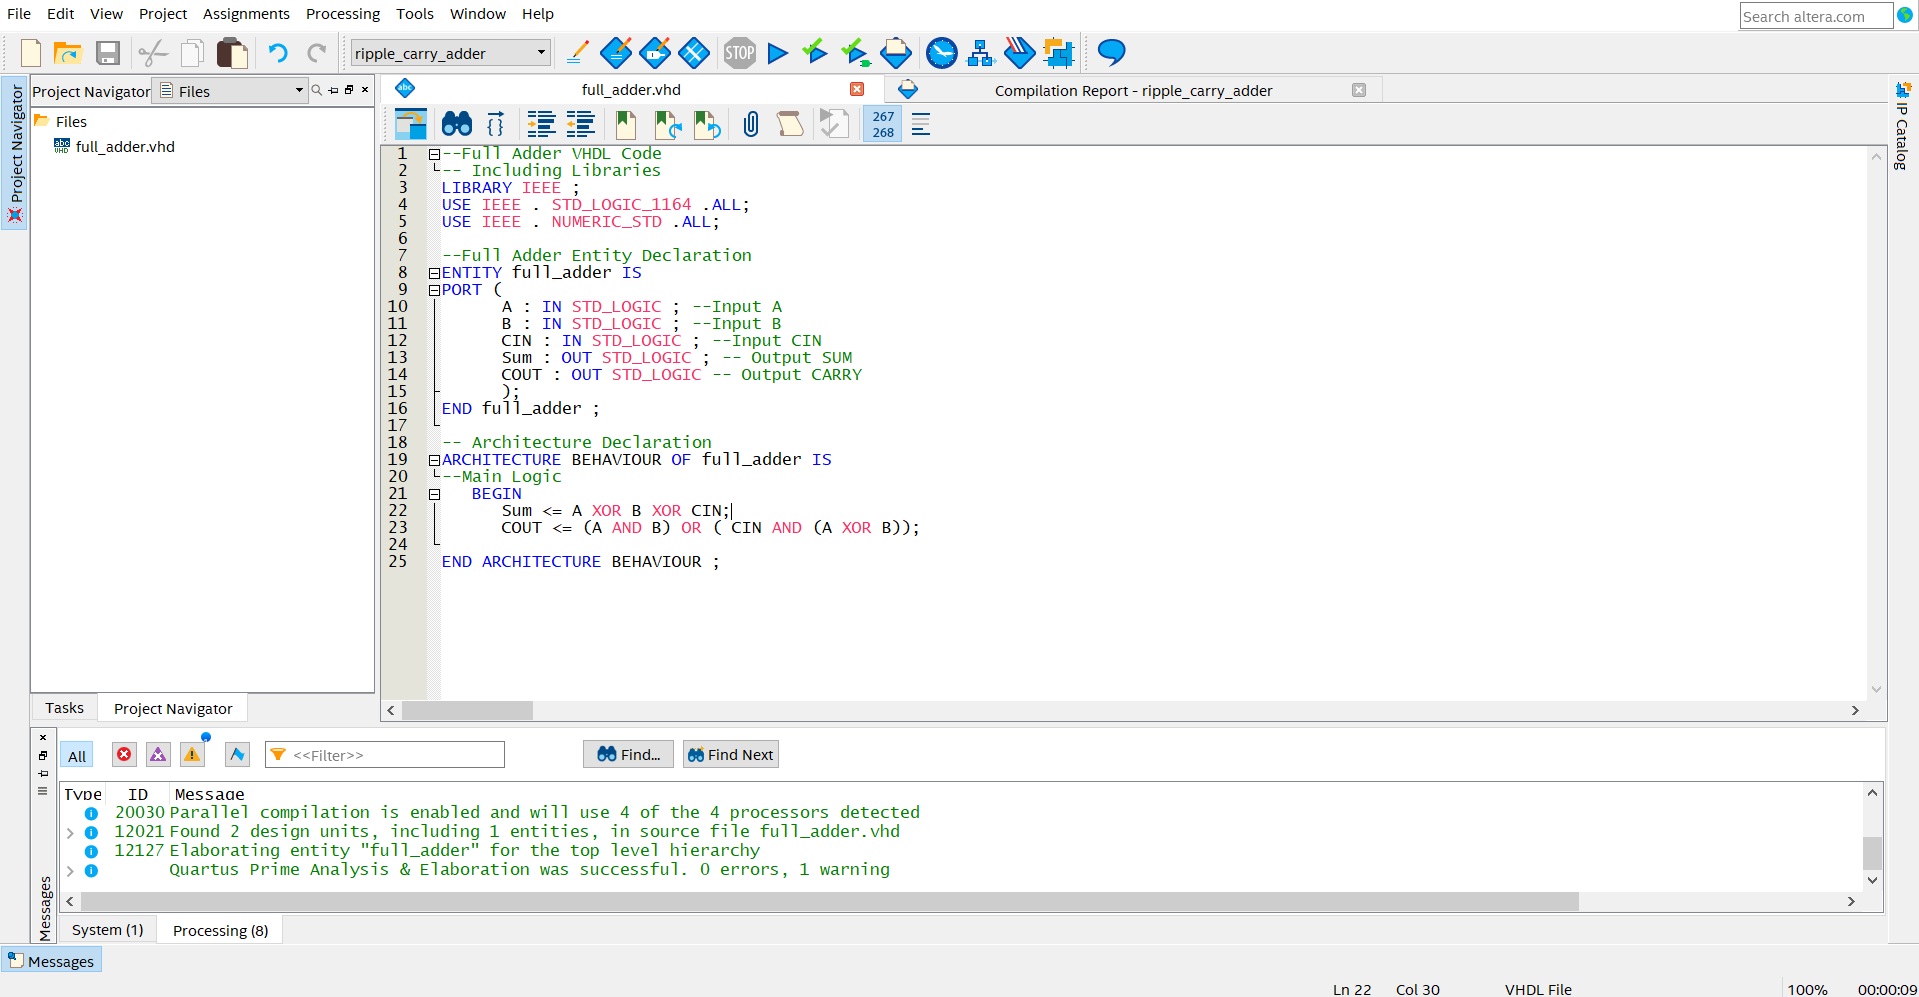 File Edit View Project Assignments Processing Tools Window Help
Search altera.com
ripple_carry_adder
STOP
Project Navigator
Project Navigator Files
Files
full_adder.vhd
full_adder.vhd
Compilation Report - ripple_carry_adder
267
268
IP Catalog
1 --Full Adder VHDL Code
2 -- Including Libraries
3 LIBRARY IEEE ;
4 USE IEEE . STD_LOGIC_1164 .ALL;
5 USE IEEE . NUMERIC_STD .ALL;
6
7 --Full Adder Entity Declaration
8 ENTITY full_adder IS
9 PORT (
10 A : IN STD_LOGIC ; --Input A
11 B : IN STD_LOGIC ; --Input B
12 CIN : IN STD_LOGIC ; --Input CIN
13 Sum : OUT STD_LOGIC ; -- Output SUM
14 COUT : OUT STD_LOGIC -- Output CARRY
15 );
16 END full_adder ;
17
18 -- Architecture Declaration
19 ARCHITECTURE BEHAVIOUR OF full_adder IS
20 --Main Logic
21 BEGIN
22 Sum <= A XOR B XOR CIN;
23 COUT <= (A AND B) OR ( CIN AND (A XOR B));
24
25 END ARCHITECTURE BEHAVIOUR ;
Tasks Project Navigator
All <<Filter>> Find... Find Next
Type ID Message
20030 Parallel compilation is enabled and will use 4 of the 4 processors detected
12021 Found 2 design units, including 1 entities, in source file full_adder.vhd
12127 Elaborating entity "full_adder" for the top level hierarchy
Quartus Prime Analysis & Elaboration was successful. 0 errors, 1 warning
Messages
System (1) Processing (8)
Messages
Ln 22 Col 30 VHDL File 100% 00:00:09